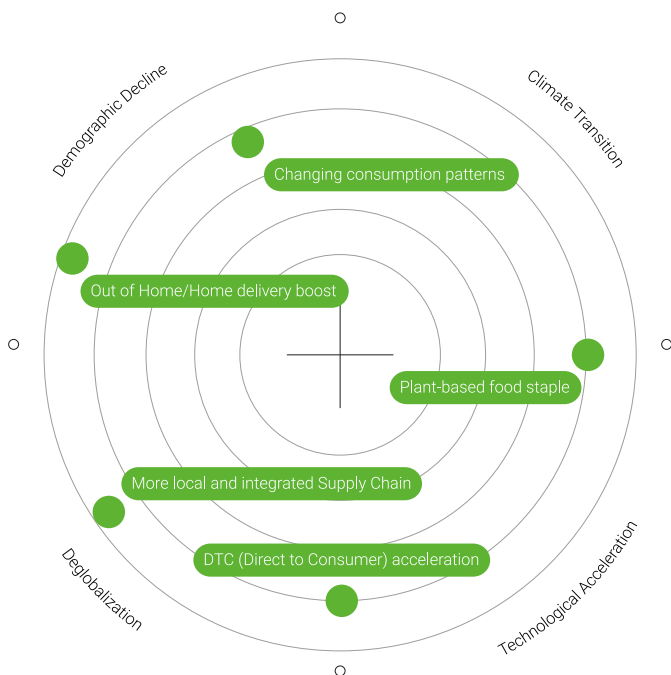 Demographic Decline
Climate Transition
Changing consumption patterns
Out of Home/Home delivery boost
Plant-based food staple
More local and integrated Supply Chain
DTC (Direct to Consumer) acceleration
Deglobalization
Technological Acceleration